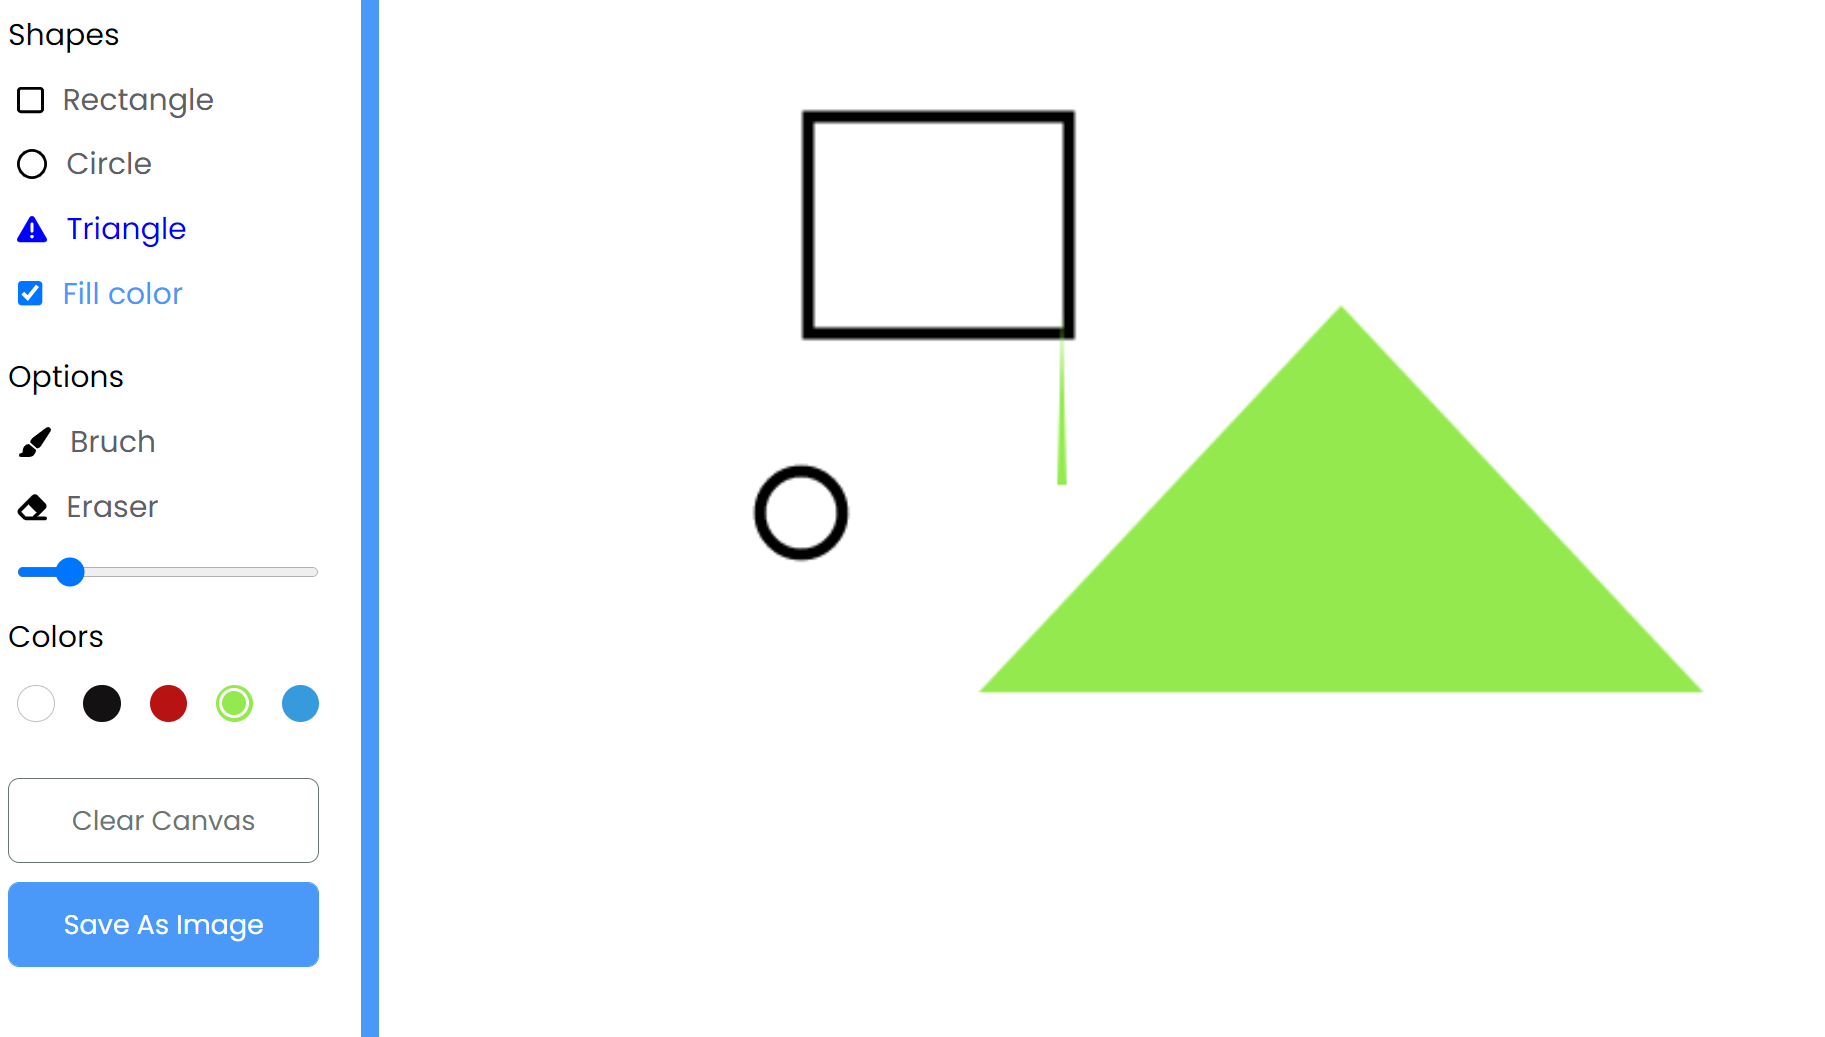 Shapes
Rectangle
Circle
Triangle
Fill color
Options
Bruch
Eraser
Colors
Clear Canvas
Save As Image